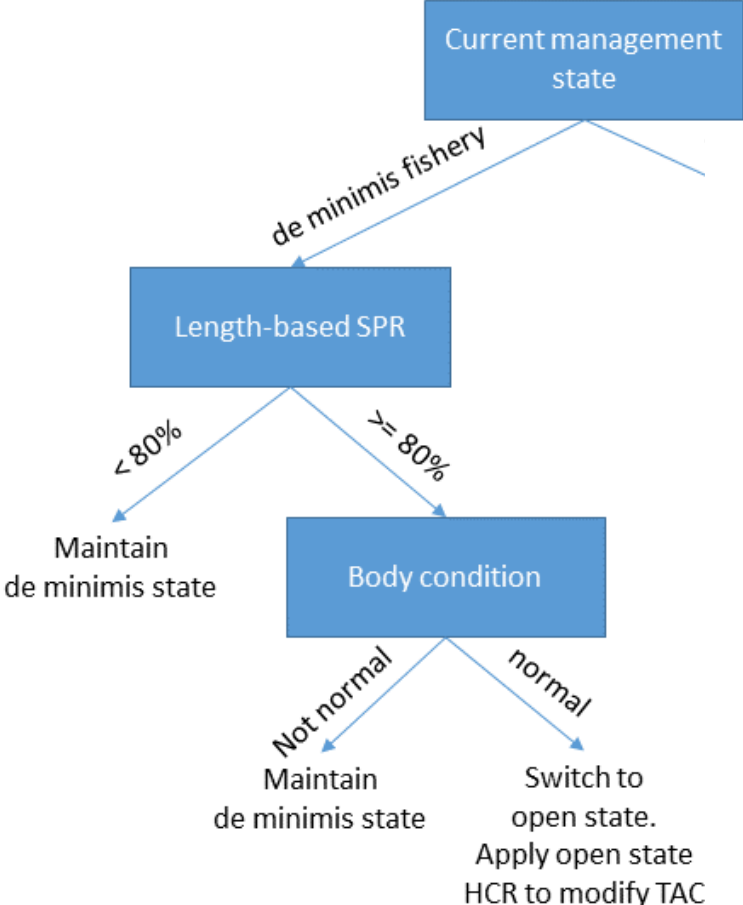 Current management
state
de minimis fishery
Length-based SPR
< 80%
>= 80%
Maintain
de minimis state
Body condition
Not normal
normal
Maintain
de minimis state
Switch to
open state.
Apply open state
HCR to modify TAC